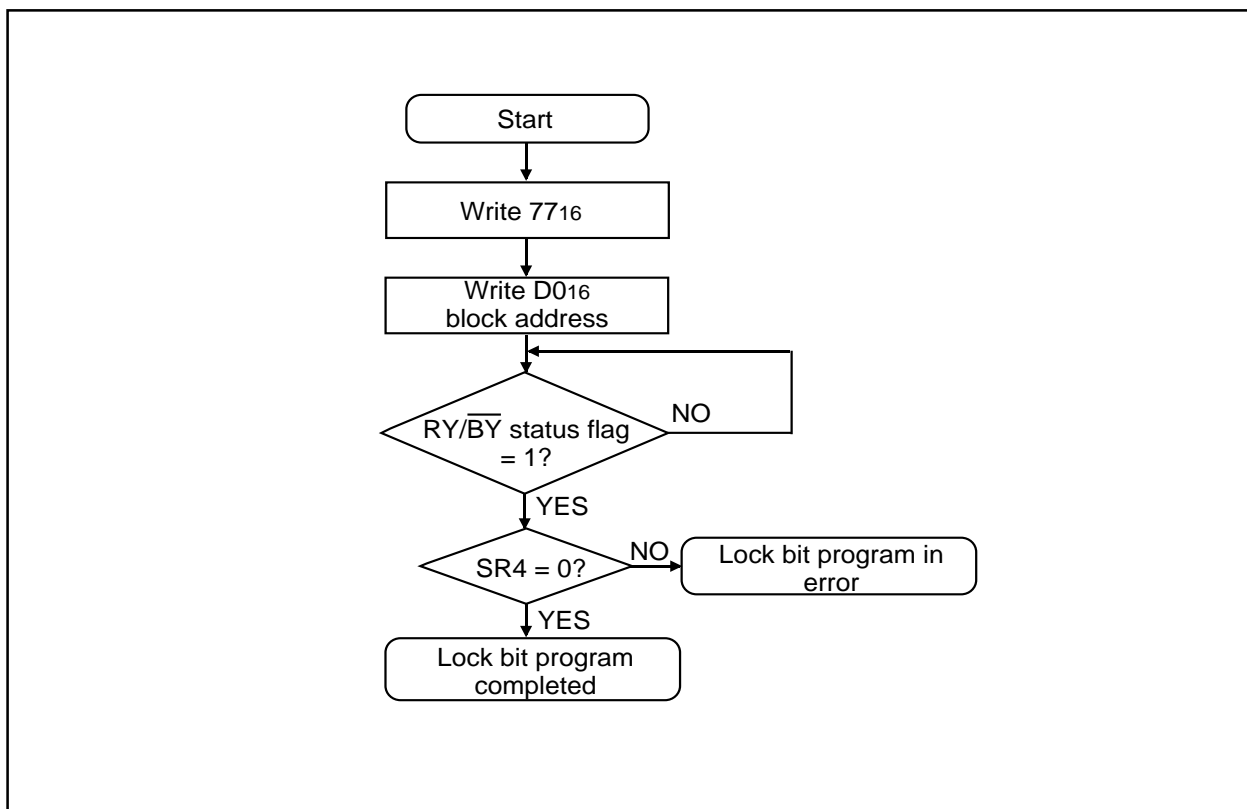 Start
Write 7716
Write D016
block address
RY/B̅Y̅ status flag
= 1?
NO
YES
SR4 = 0?
NO
Lock bit program in
error
YES
Lock bit program
completed